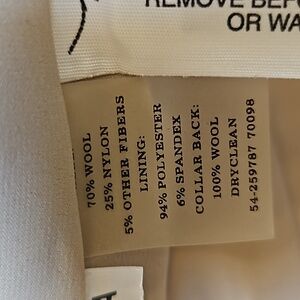 REMOVE BEFO
OR WA
70% WOOL
25% NYLON
5% OTHER FIBERS
LINING:
94% POLYESTER
6% SPANDEX
COLLAR BACK:
100% WOOL
DRYCLEAN
54-259787 70098